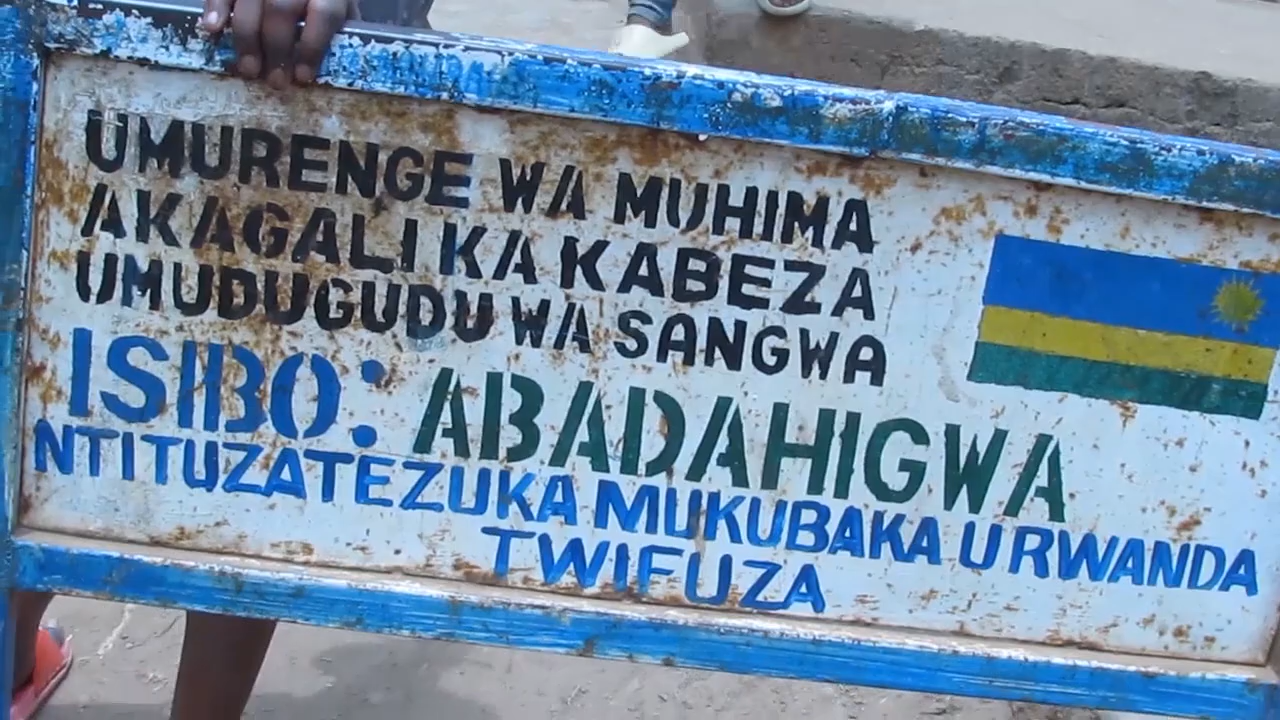 UMURENGE WA MUHIMA
AKAGALI KA KABEZA
UMUDUGUDU WA SANGWA
ISIBO: ABADAHIGWA
NTITUZATEZUKA MUKUBAKA URWANDA
TWIFUZA